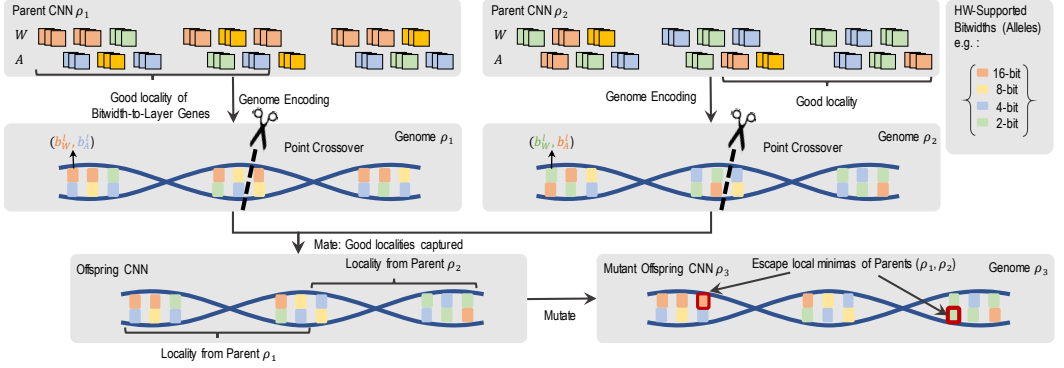 Parent CNN ρ1
W
A
Good locality of
Bitwidth-to-Layer Genes
Genome Encoding
Parent CNN ρ2
W
A
Genome Encoding
Good locality
HW-Supported
Bitwidths (Alleles)
e.g. :
16-bit
8-bit
4-bit
2-bit
Genome ρ1
(b^l_W, b^l_A)
Point Crossover
Genome ρ2
(b^l_W, b^l_A)
Point Crossover
Mate: Good localities captured
Offspring CNN
Locality from Parent ρ2
Locality from Parent ρ1
Mutate
Mutant Offspring CNN ρ3
Escape local minimas of Parents (ρ1, ρ2)
Genome ρ3